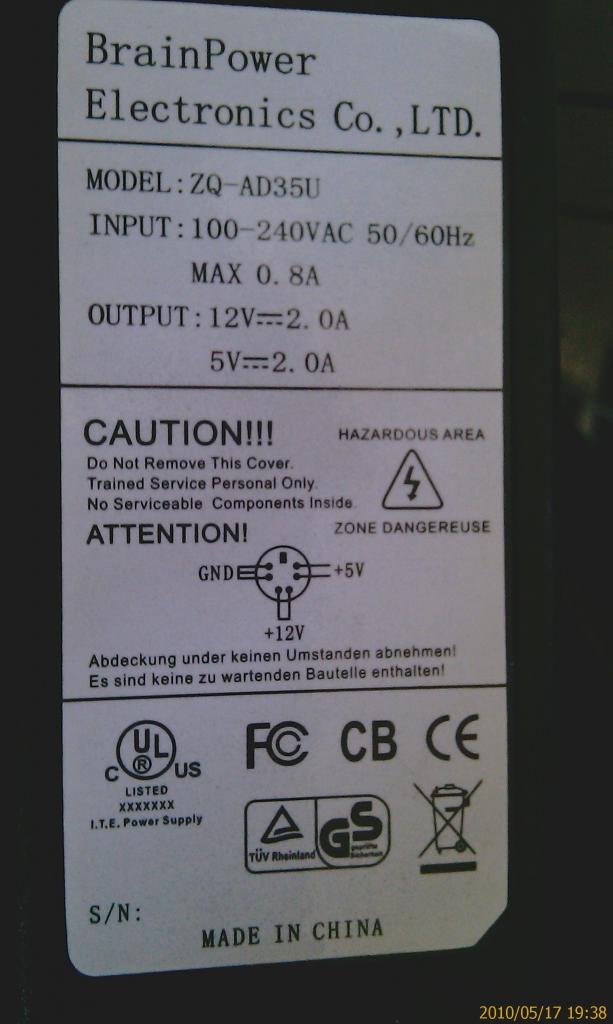 BrainPower
Electronics Co.,LTD.
MODEL:ZQ-AD35U
INPUT:100-240VAC 50/60Hz
MAX 0.8A
OUTPUT:12V⎓2.0A
5V⎓2.0A
CAUTION!!!
Do Not Remove This Cover.
Trained Service Personal Only.
No Serviceable Components Inside.
HAZARDOUS AREA
ATTENTION!
ZONE DANGEREUSE
GND
+5V
+12V
Abdeckung under keinen Umstanden abnehmen!
Es sind keine zu wartenden Bautelle enthalten!
C UL ® US
LISTED
XXXXXXX
I.T.E. Power Supply
FC CB CE
TÜV Rheinland
GS
geprüfte
Sicherheit
S/N:
MADE IN CHINA
2010/05/17 19:38